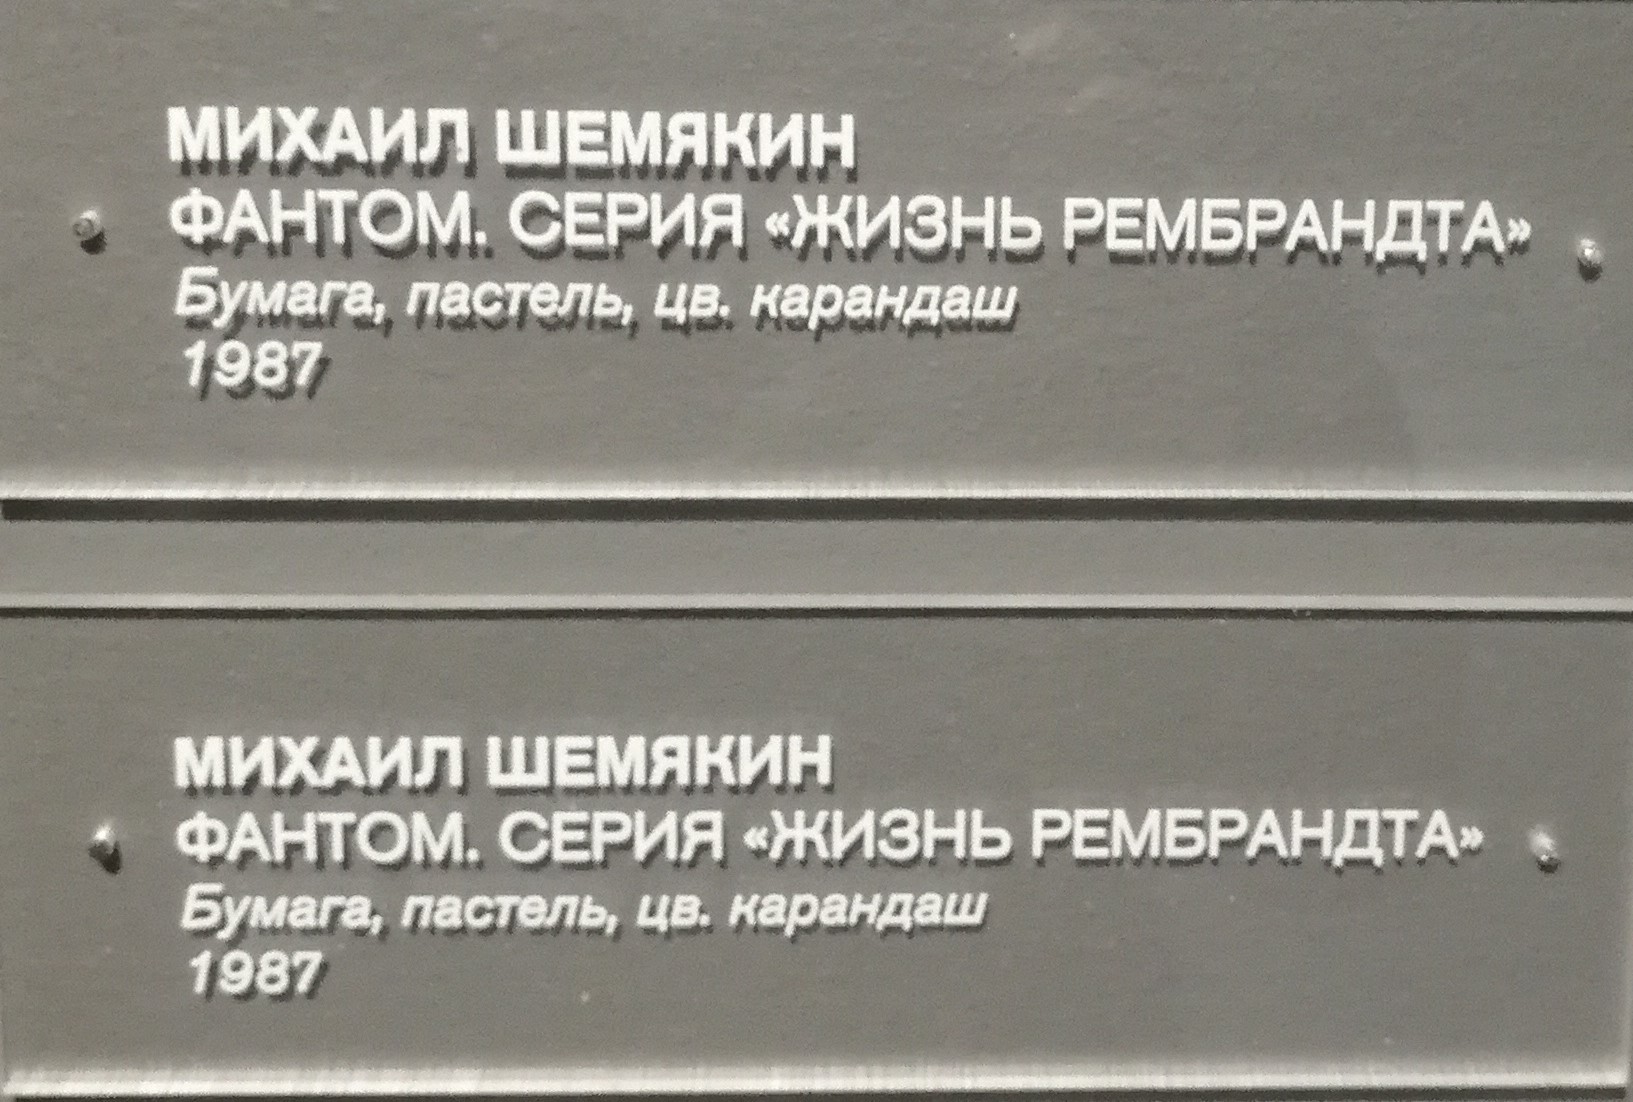 МИХАИЛ ШЕМЯКИН
ФАНТОМ. СЕРИЯ «ЖИЗНЬ РЕМБРАНДТА»
Бумага, пастель, цв. карандаш
1987
МИХАИЛ ШЕМЯКИН
ФАНТОМ. СЕРИЯ «ЖИЗНЬ РЕМБРАНДТА»
Бумага, пастель, цв. карандаш
1987